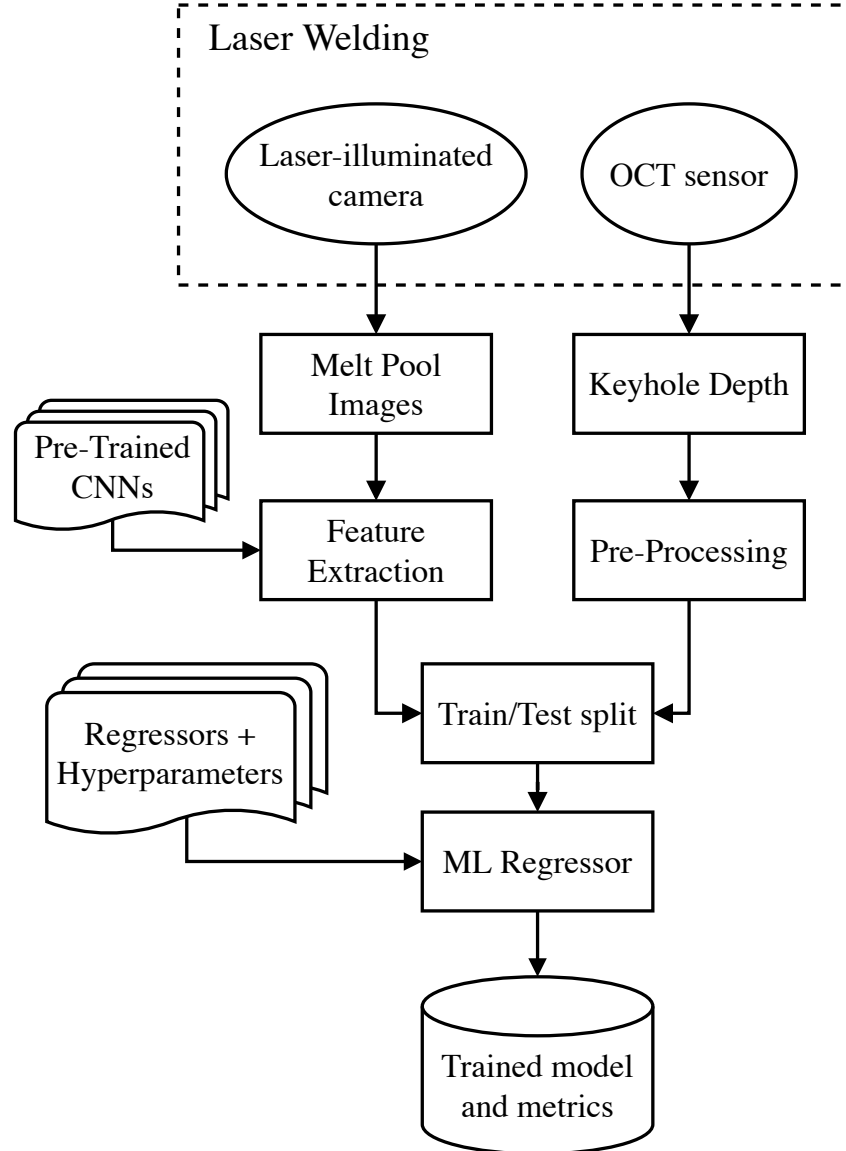 Laser Welding
Laser-illuminated
camera
OCT sensor
Melt Pool
Images
Keyhole Depth
Pre-Trained
CNNs
Feature
Extraction
Pre-Processing
Train/Test split
Regressors +
Hyperparameters
ML Regressor
Trained model
and metrics